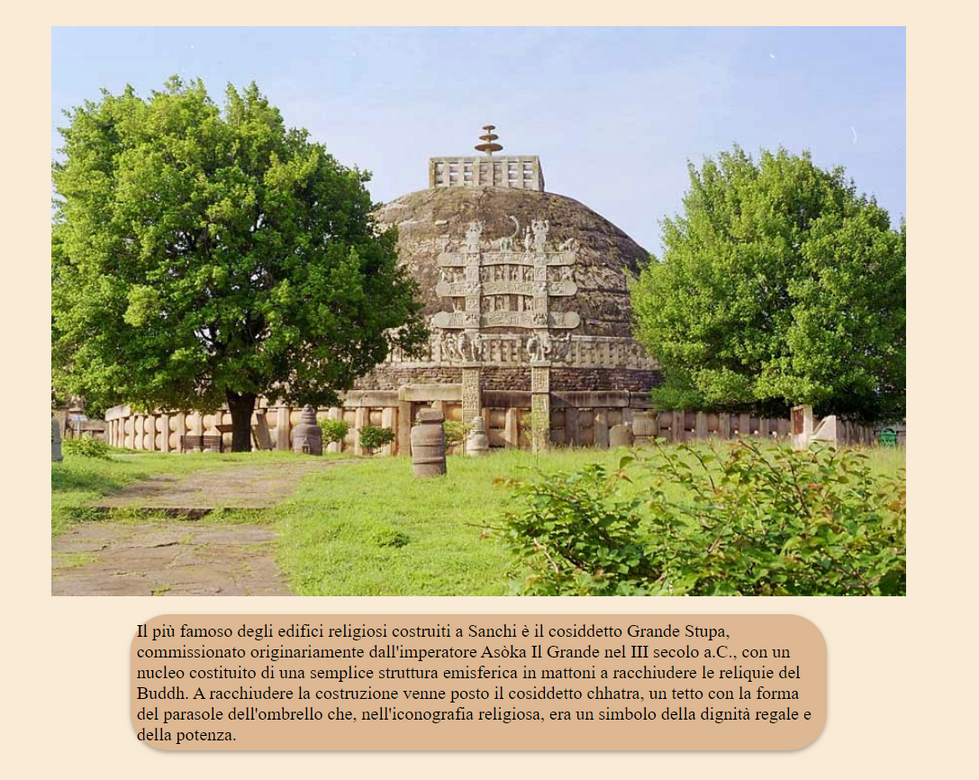 Il più famoso degli edifici religiosi costruiti a Sanchi è il cosiddetto Grande Stupa,
commissionato originariamente dall'imperatore Asòka Il Grande nel III secolo a.C., con un
nucleo costituito di una semplice struttura emisferica in mattoni a racchiudere le reliquie del
Buddh. A racchiudere la costruzione venne posto il cosiddetto chhatra, un tetto con la forma
del parasole dell'ombrello che, nell'iconografia religiosa, era un simbolo della dignità regale e
della potenza.